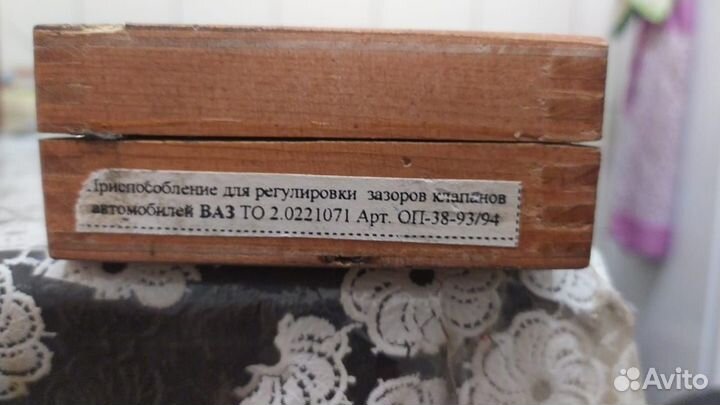 Приспособление для регулировки зазоров клапанов
автомобилей ВАЗ ТО 2.0221071 Арт. ОП-38-93/94
Avito